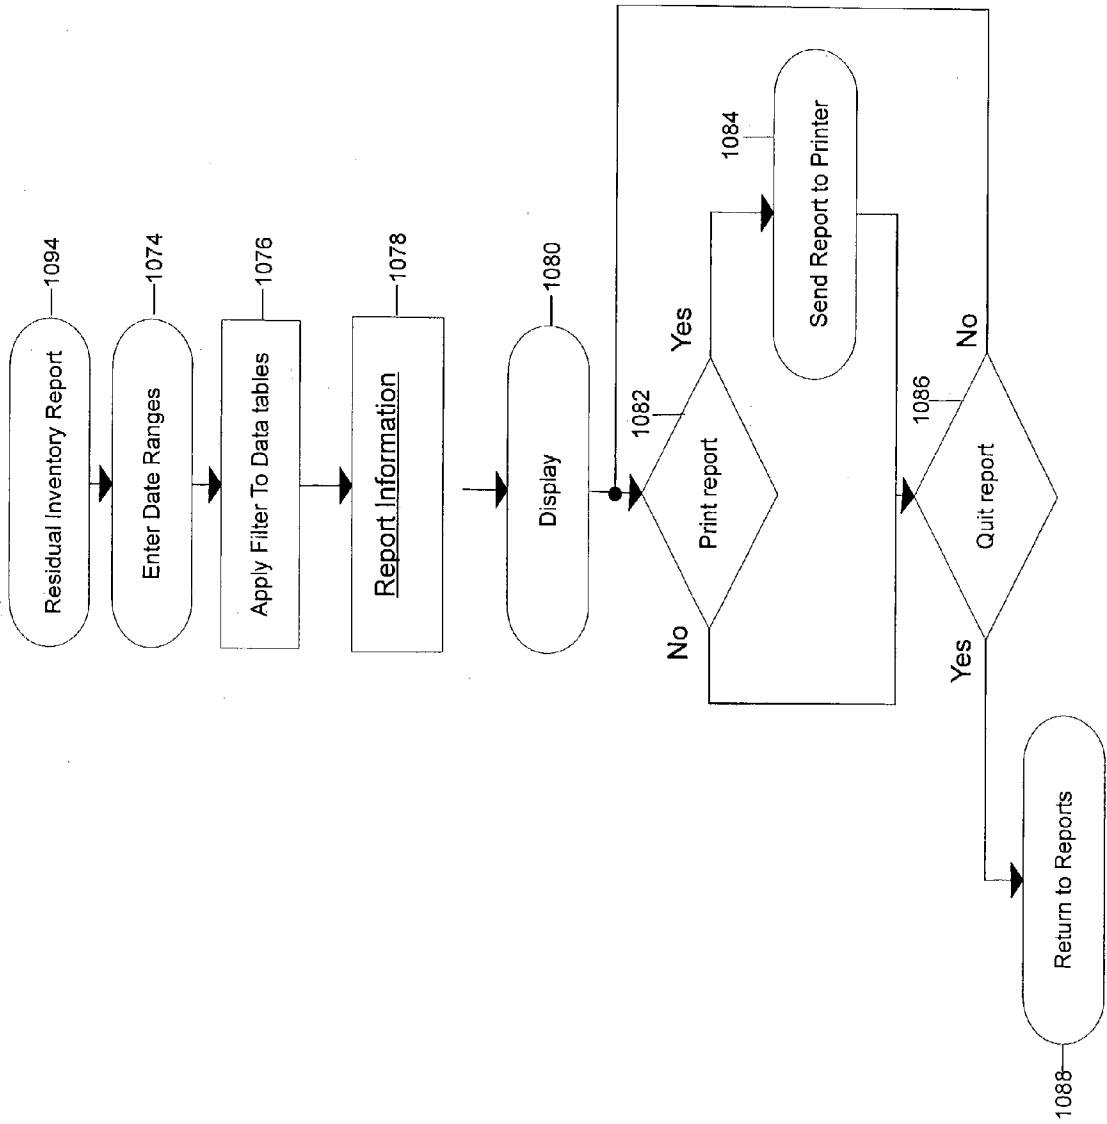 Residual Inventory Report
1094
Enter Date Ranges
1074
Apply Filter To Data tables
1076
Report Information
1078
Display
1080
Print report
1082
Yes
No
Send Report to Printer
1084
Quit report
1086
No
Yes
Return to Reports
1088